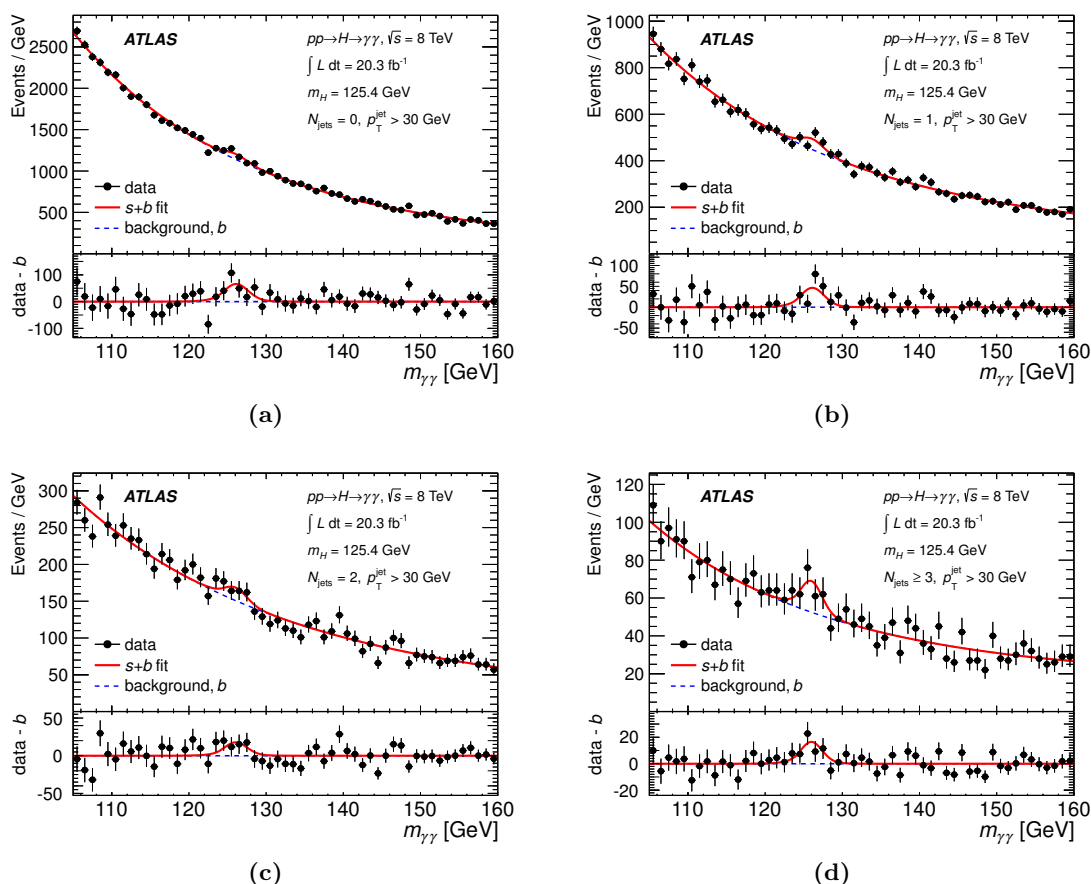 ATLAS
pp→H→γγ, √s = 8 TeV
∫ L dt = 20.3 fb⁻¹
m_H = 125.4 GeV
N_jets = 0, p_T^jet > 30 GeV
data
s+b fit
background, b
Events / GeV
2500
2000
1500
1000
500
data - b
100
0
-100
110 120 130 140 150 160
m_γγ [GeV]
(a)
ATLAS
pp→H→γγ, √s = 8 TeV
∫ L dt = 20.3 fb⁻¹
m_H = 125.4 GeV
N_jets = 1, p_T^jet > 30 GeV
data
s+b fit
background, b
Events / GeV
1000
800
600
400
200
data - b
100
50
0
-50
110 120 130 140 150 160
m_γγ [GeV]
(b)
ATLAS
pp→H→γγ, √s = 8 TeV
∫ L dt = 20.3 fb⁻¹
m_H = 125.4 GeV
N_jets = 2, p_T^jet > 30 GeV
data
s+b fit
background, b
Events / GeV
300
250
200
150
100
50
data - b
50
0
-50
110 120 130 140 150 160
m_γγ [GeV]
(c)
ATLAS
pp→H→γγ, √s = 8 TeV
∫ L dt = 20.3 fb⁻¹
m_H = 125.4 GeV
N_jets ≥ 3, p_T^jet > 30 GeV
data
s+b fit
background, b
Events / GeV
120
100
80
60
40
20
data - b
20
0
-20
110 120 130 140 150 160
m_γγ [GeV]
(d)